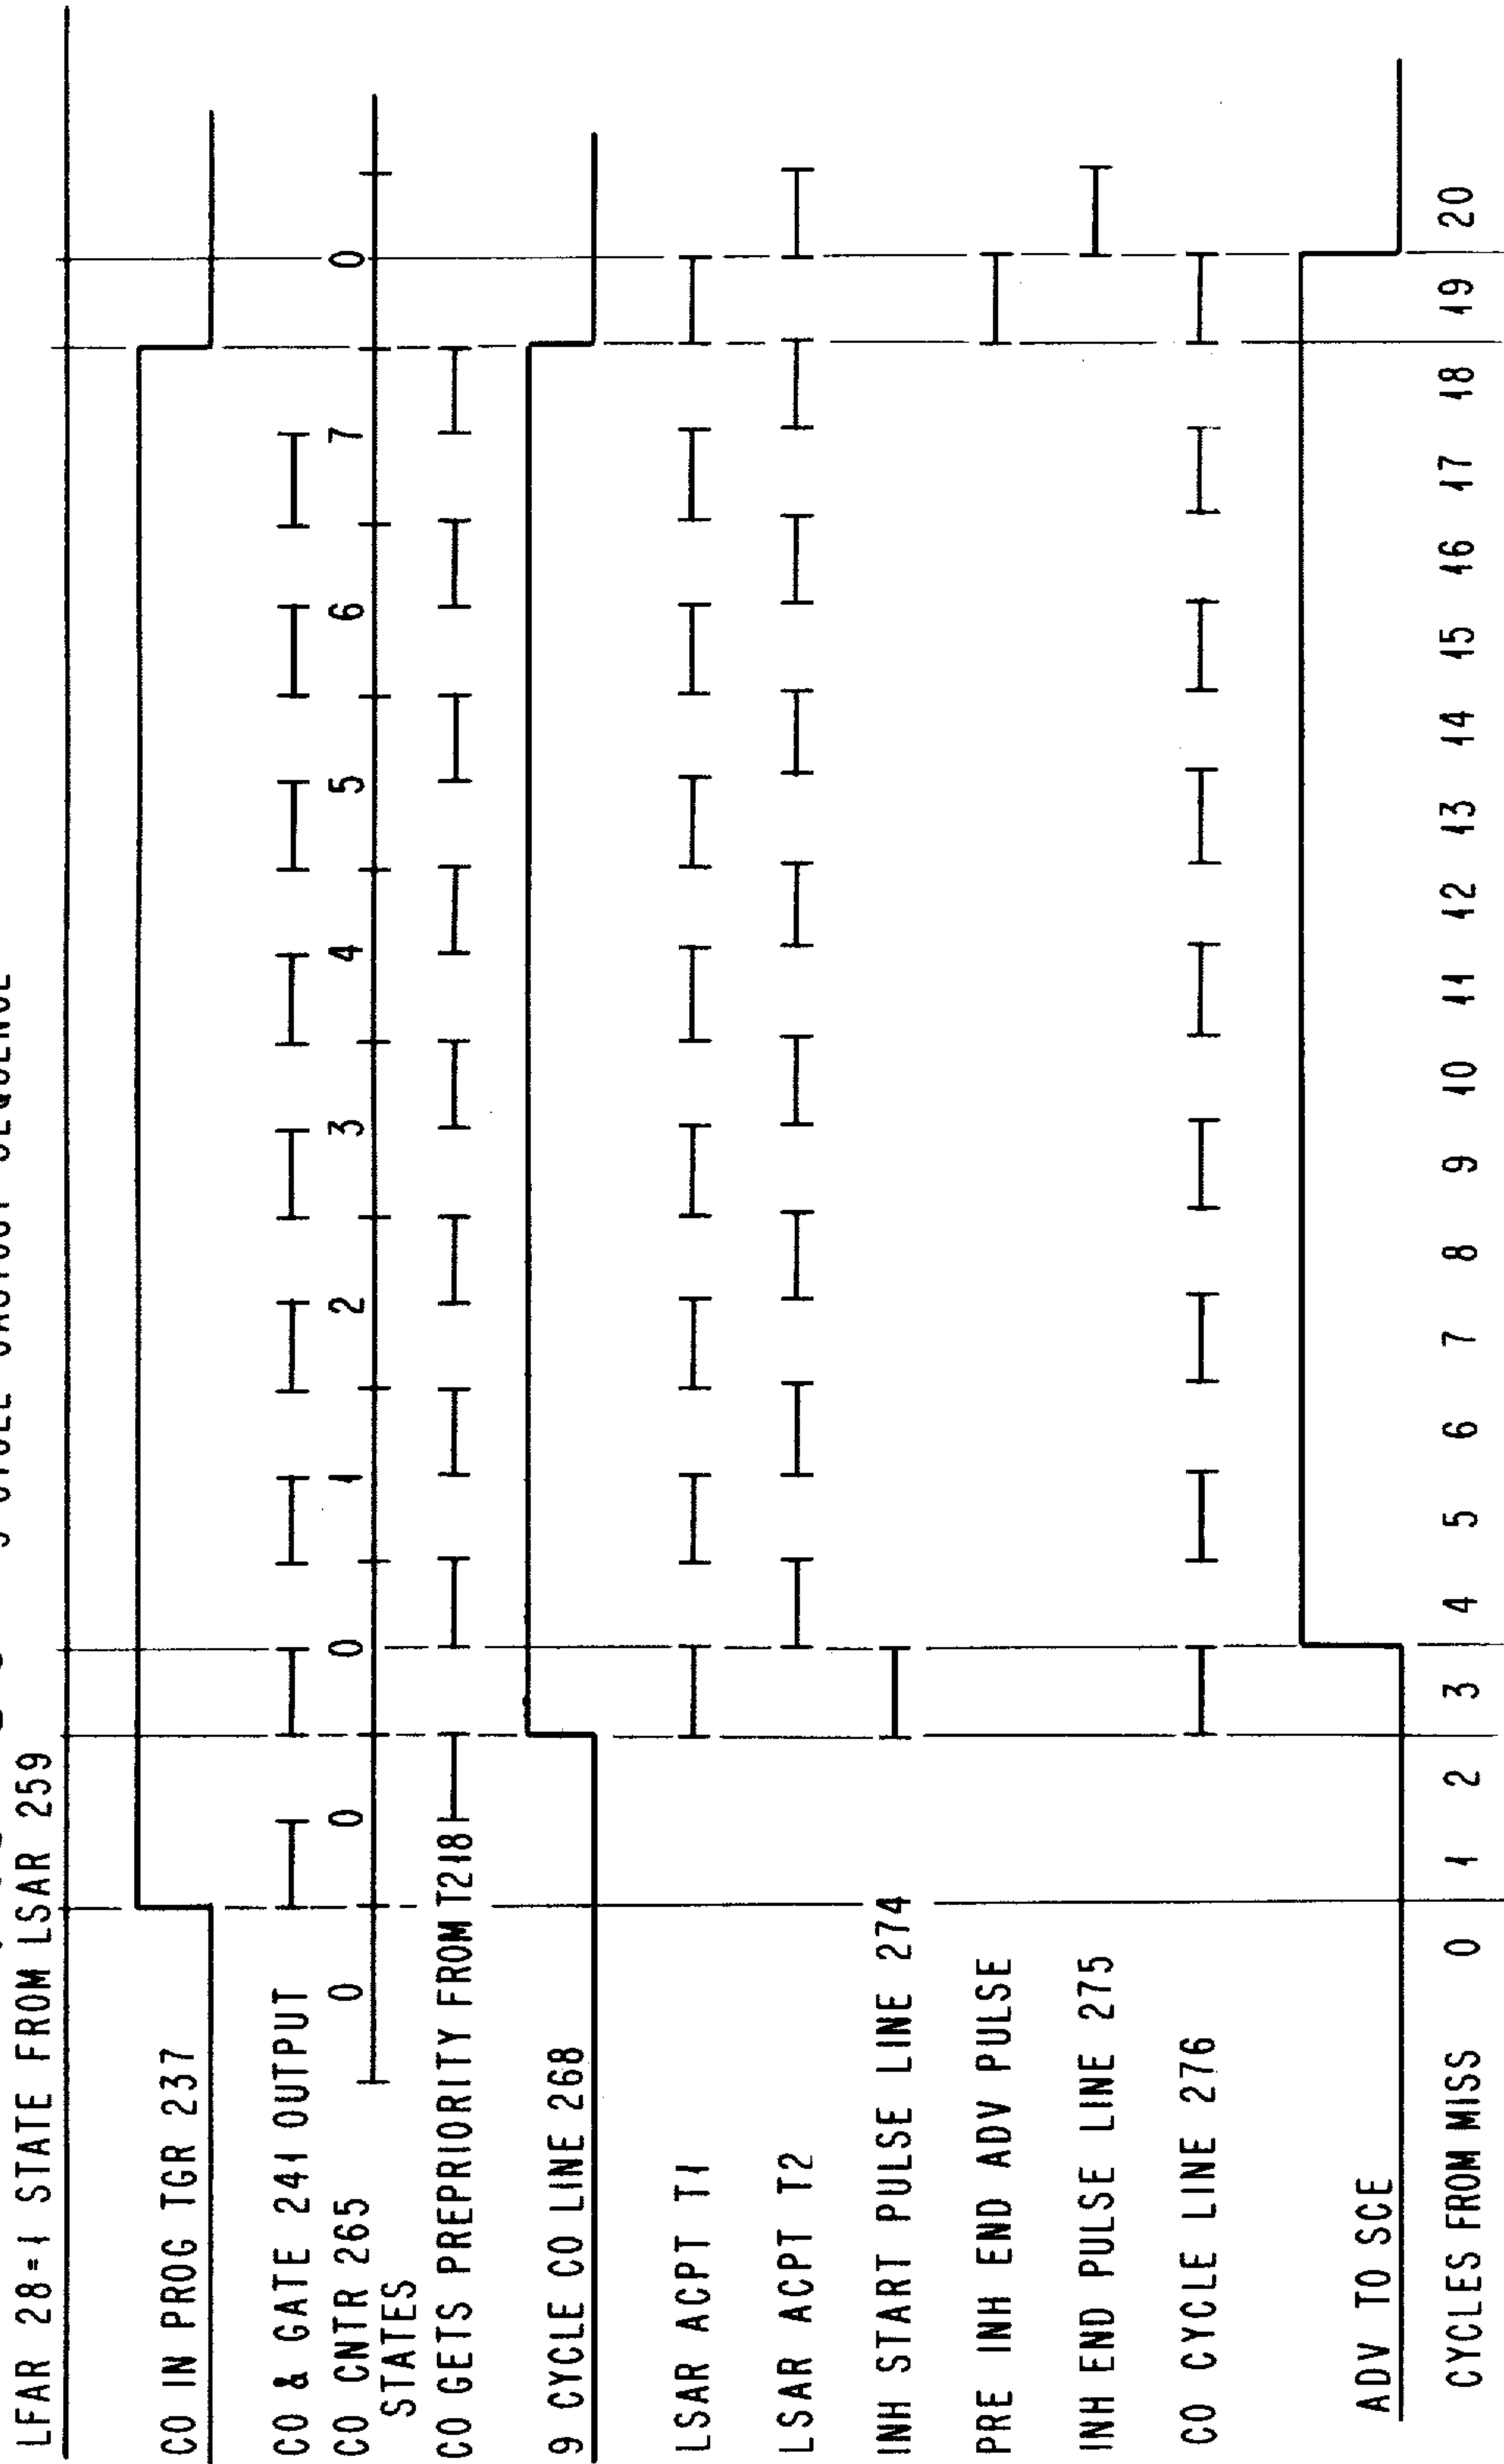 LFAR 28=1 STATE FROM LSAR 259
CO IN PROG TGR 237
CO & GATE 241 OUTPUT
CO CNTR 265 0 0 0 1 2 3 4 5 6 7 0
STATES
CO GETS PREPRIORITY FROM T218
9 CYCLE CO LINE 268
LSAR ACPT T1
LSAR ACPT T2
INH START PULSE LINE 274
PRE INH END ADV PULSE
INH END PULSE LINE 275
CO CYCLE LINE 276
ADV TO SCE
CYCLES FROM MISS 0 1 2 3 4 5 6 7 8 9 10 11 12 13 14 15 16 17 18 19 20